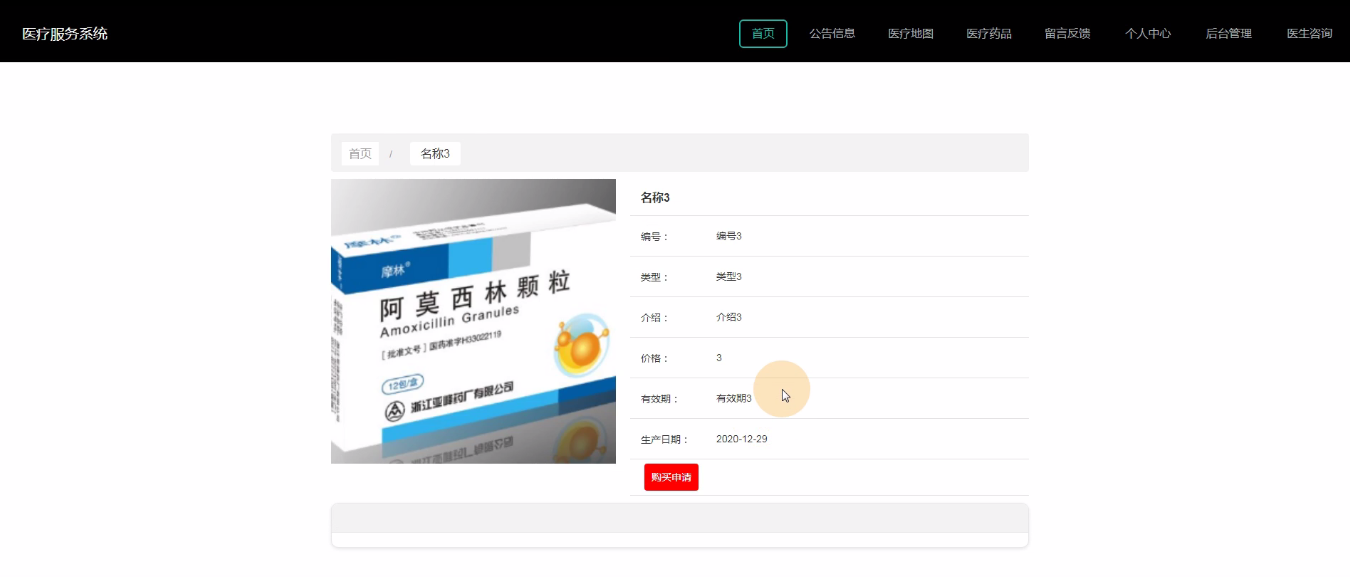 医疗服务系统
首页 公告信息 医疗地图 医疗药品 留言反馈 个人中心 后台管理 医生咨询
首页 / 名称3
摩林®
摩林®
阿莫西林颗粒
Amoxicillin Granules
[批准文号] 国药准字H33022119
12包/盒
浙江亚峰药厂有限公司
名称3
编号： 编号3
类型： 类型3
介绍： 介绍3
价格： 3
有效期： 有效期3
生产日期： 2020-12-29
购买申请